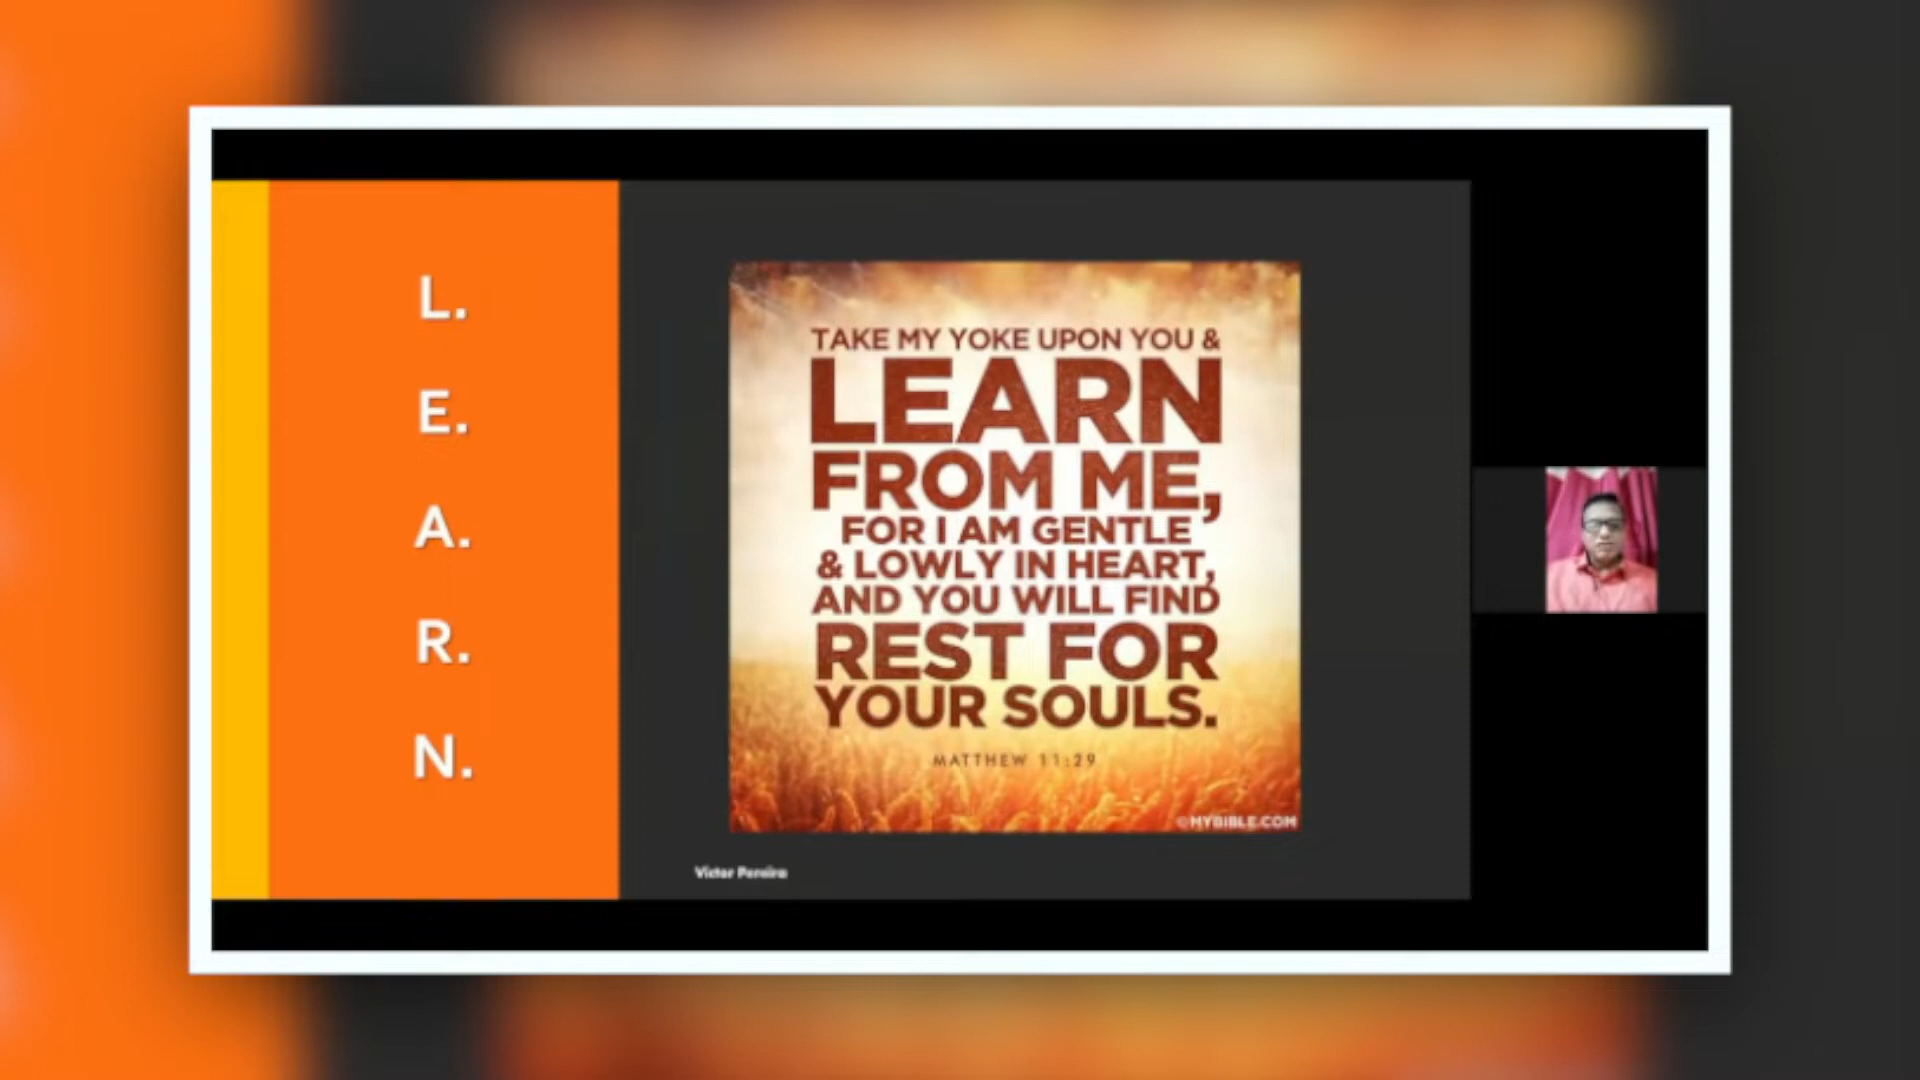 L.
E.
A.
R.
N.
TAKE MY YOKE UPON YOU &
LEARN
FROM ME,
FOR I AM GENTLE
& LOWLY IN HEART,
AND YOU WILL FIND
REST FOR
YOUR SOULS.
MATTHEW 11:29
©MYBIBLE.COM
Victor Pereira